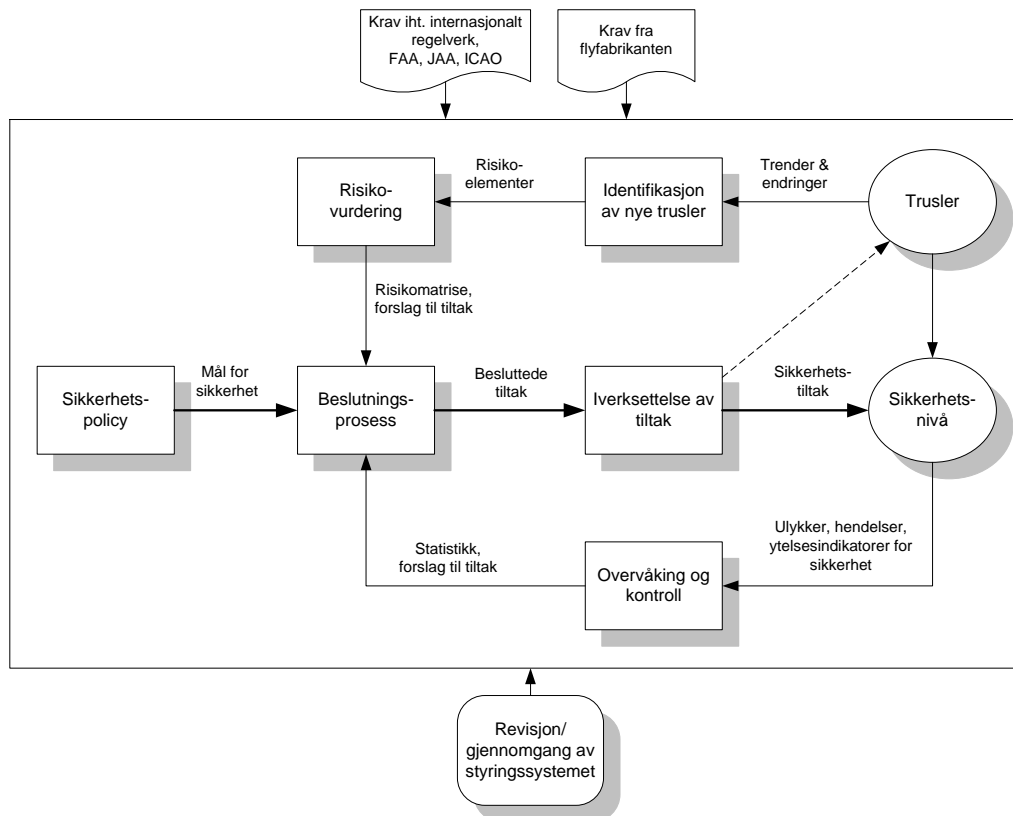 Krav iht. internasjonalt
regelverk,
FAA, JAA, ICAO
Krav fra
flyfabrikanten
Risiko-
vurdering
Risiko-
elementer
Identifikasjon
av nye trusler
Trender &
endringer
Trusler
Risikomatrise,
forslag til tiltak
Sikkerhets-
policy
Mål for
sikkerhet
Beslutnings-
prosess
Besluttede
tiltak
Iverksettelse av
tiltak
Sikkerhets-
tiltak
Sikkerhets-
nivå
Statistikk,
forslag til tiltak
Overvåking og
kontroll
Ulykker, hendelser,
ytelsesindikatorer for
sikkerhet
Revisjon/
gjennomgang av
styringssystemet